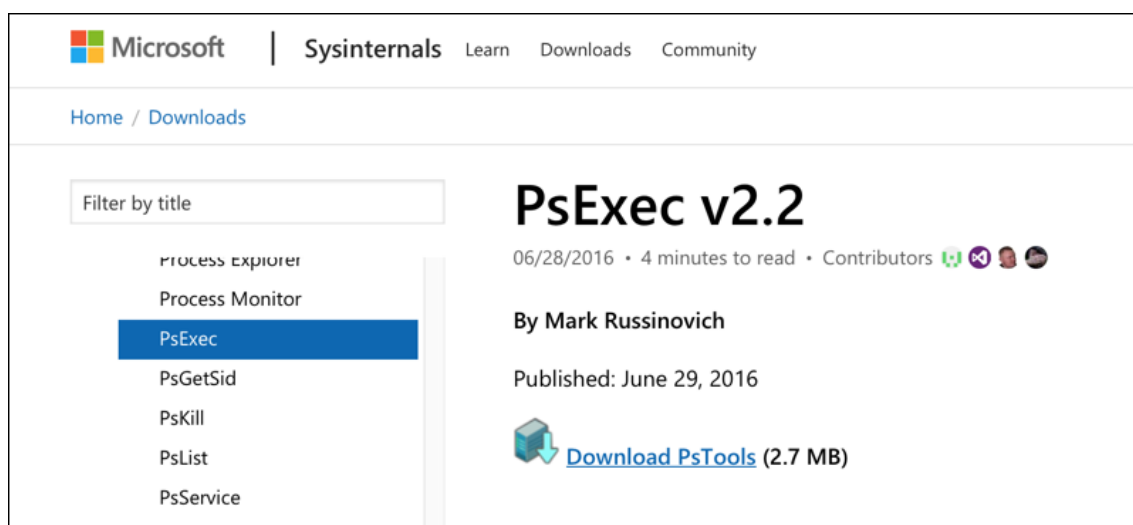 Microsoft | Sysinternals Learn Downloads Community
Home / Downloads
Filter by title
Process Explorer
Process Monitor
PsExec
PsGetSid
PsKill
PsList
PsService
PsExec v2.2
06/28/2016 • 4 minutes to read • Contributors
By Mark Russinovich
Published: June 29, 2016
Download PsTools (2.7 MB)